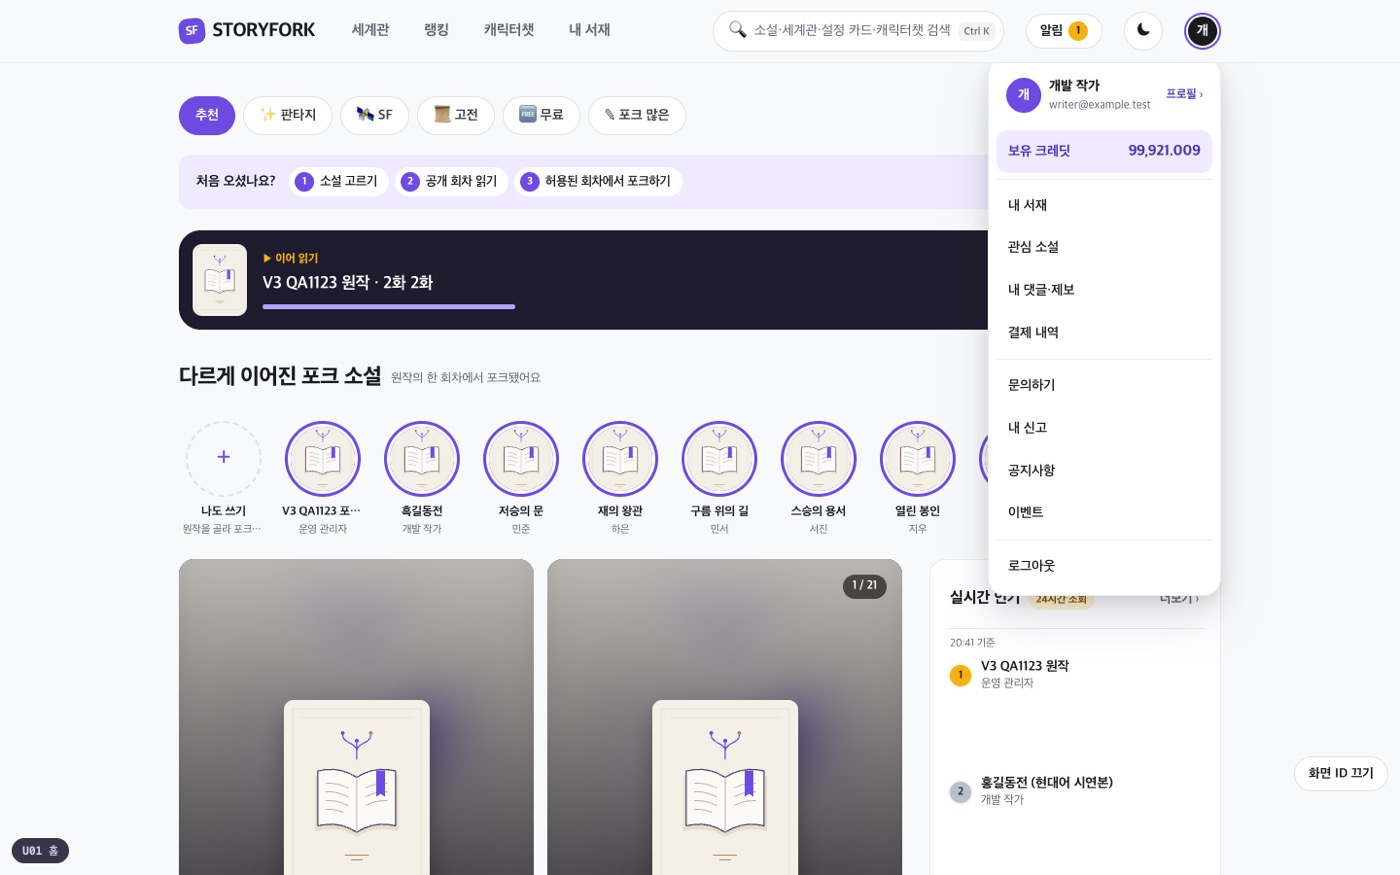 SF STORYFORK 세계관 랭킹 캐릭터챗 내 서재 소설·세계관·설정 카드·캐릭터챗 검색 Ctrl K 알림 1 개
개 개발 작가 프로필 ›
writer@example.test
보유 크레딧 99,921.009
내 서재
관심 소설
내 댓글·제보
결제 내역
문의하기
내 신고
공지사항
이벤트
로그아웃
추천 판타지 SF 고전 FREE 무료 포크 많은
처음 오셨나요? 1 소설 고르기 2 공개 회차 읽기 3 허용된 회차에서 포크하기
▶ 이어 읽기
V3 QA1123 원작 · 2화 2화
다르게 이어진 포크 소설 원작의 한 회차에서 포크됐어요
+
나도 쓰기 V3 QA1123 포… 흑길동전 저승의 문 재의 왕관 구름 위의 길 스승의 용서 열린 봉인
원작을 골라 포크… 운영 관리자 개발 작가 민준 하은 민서 서진 지우
1 / 21
실시간 인기 24시간 조회 더보기 ›
20:41 기준
1 V3 QA1123 원작
운영 관리자
2 홍길동전 (현대어 시연본)
개발 작가
화면 ID 끄기
U01 홈